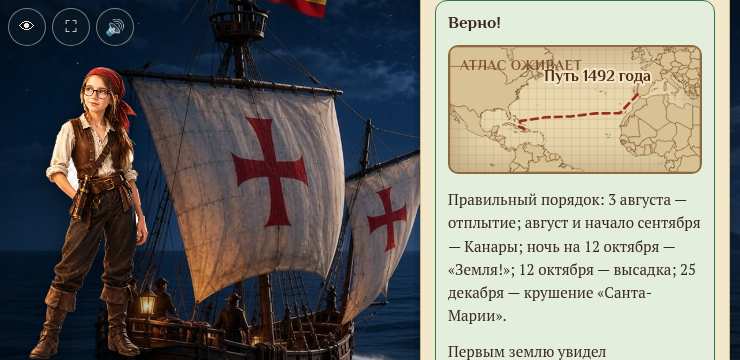 Верно!
АТЛАС ОЖИВАЕТ
Путь 1492 года
Правильный порядок: 3 августа —
отплытие; август и начало сентября
— Канары; ночь на 12 октября —
«Земля!»; 12 октября — высадка; 25
декабря — крушение «Санта-
Марии».
Первым землю увидел